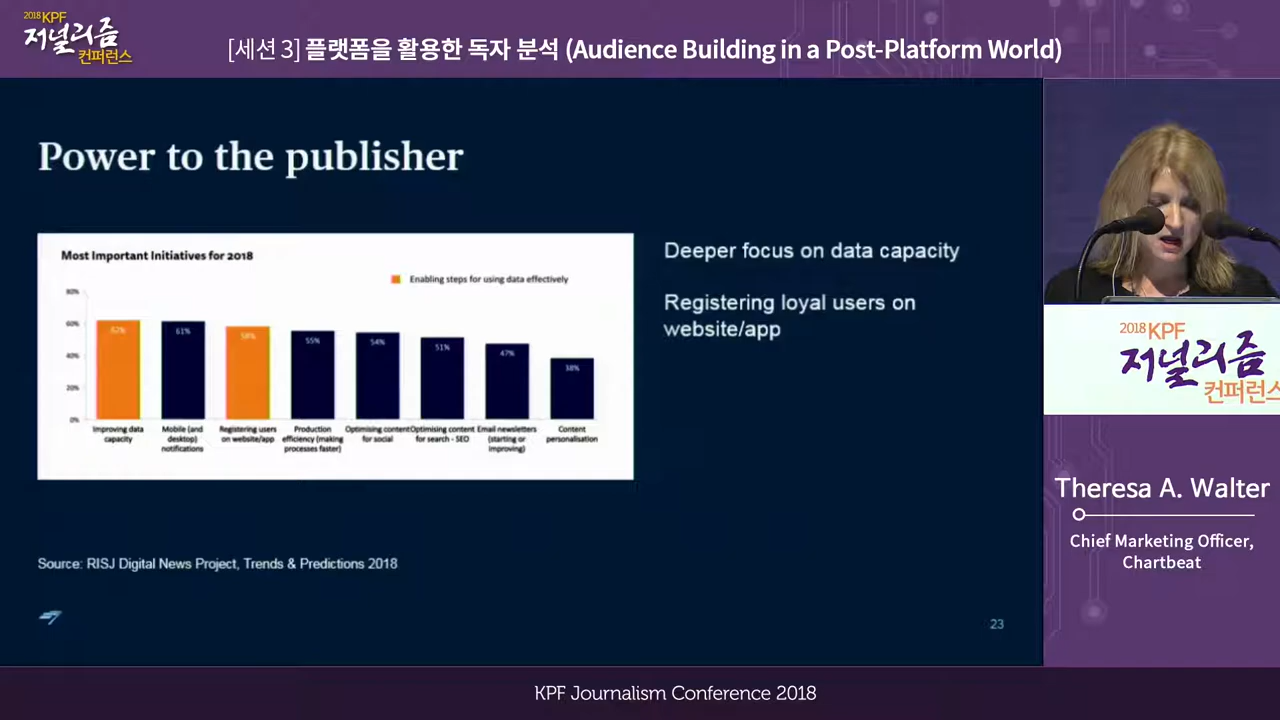 2018 KPF
저널리즘
컨퍼런스
[세션 3] 플랫폼을 활용한 독자 분석 (Audience Building in a Post-Platform World)
Power to the publisher
Most Important Initiatives for 2018
Enabling steps for using data effectively
80%
60%
40%
20%
0%
62%
61%
58%
55%
54%
51%
47%
38%
Improving data
capacity
Mobile (and
desktop)
notifications
Registering users
on website/app
Production
efficiency (making
processes faster)
Optimising content
for social
Optimising content
for search - SEO
Email newsletters
(starting or
improving)
Content
personalisation
Deeper focus on data capacity
Registering loyal users on
website/app
Source: RISJ Digital News Project, Trends & Predictions 2018
23
2018 KPF
저널리즘
컨퍼런스
Theresa A. Walter
Chief Marketing Officer,
Chartbeat
KPF Journalism Conference 2018